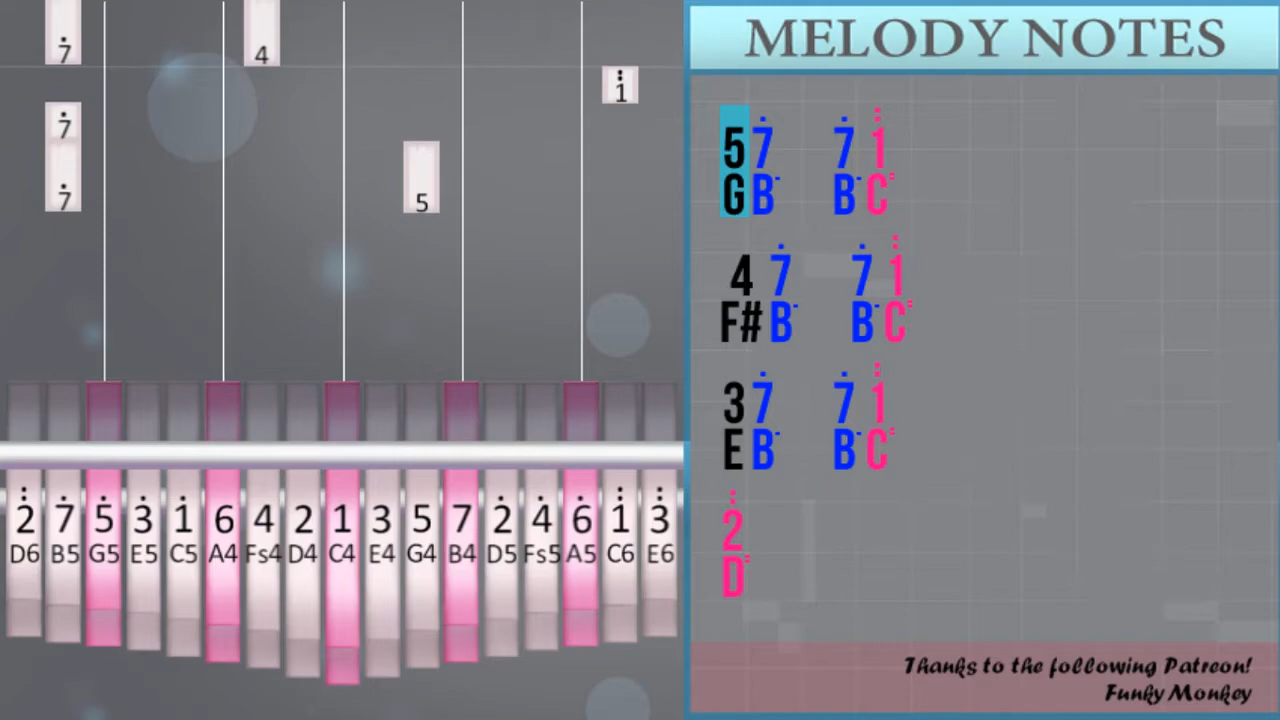 7̇ 4
1̈
7̇
7̇ 5
2̈ 7̇ 5̇ 3̇ 1̇ 6 4 2 1 3 5 7 2̇ 4̇ 6̇ 1̈ 3̈
D6 B5 G5 E5 C5 A4 Fs4 D4 C4 E4 G4 B4 D5 Fs5 A5 C6 E6
MELODY NOTES
5 7̇ 7̇ 1̈
G B- B- C=
4 7̇ 7̇ 1̈
F# B- B- C=
3 7̇ 7̇ 1̈
E B- B- C=
2̈
D=
Thanks to the following Patreon!
Funky Monkey